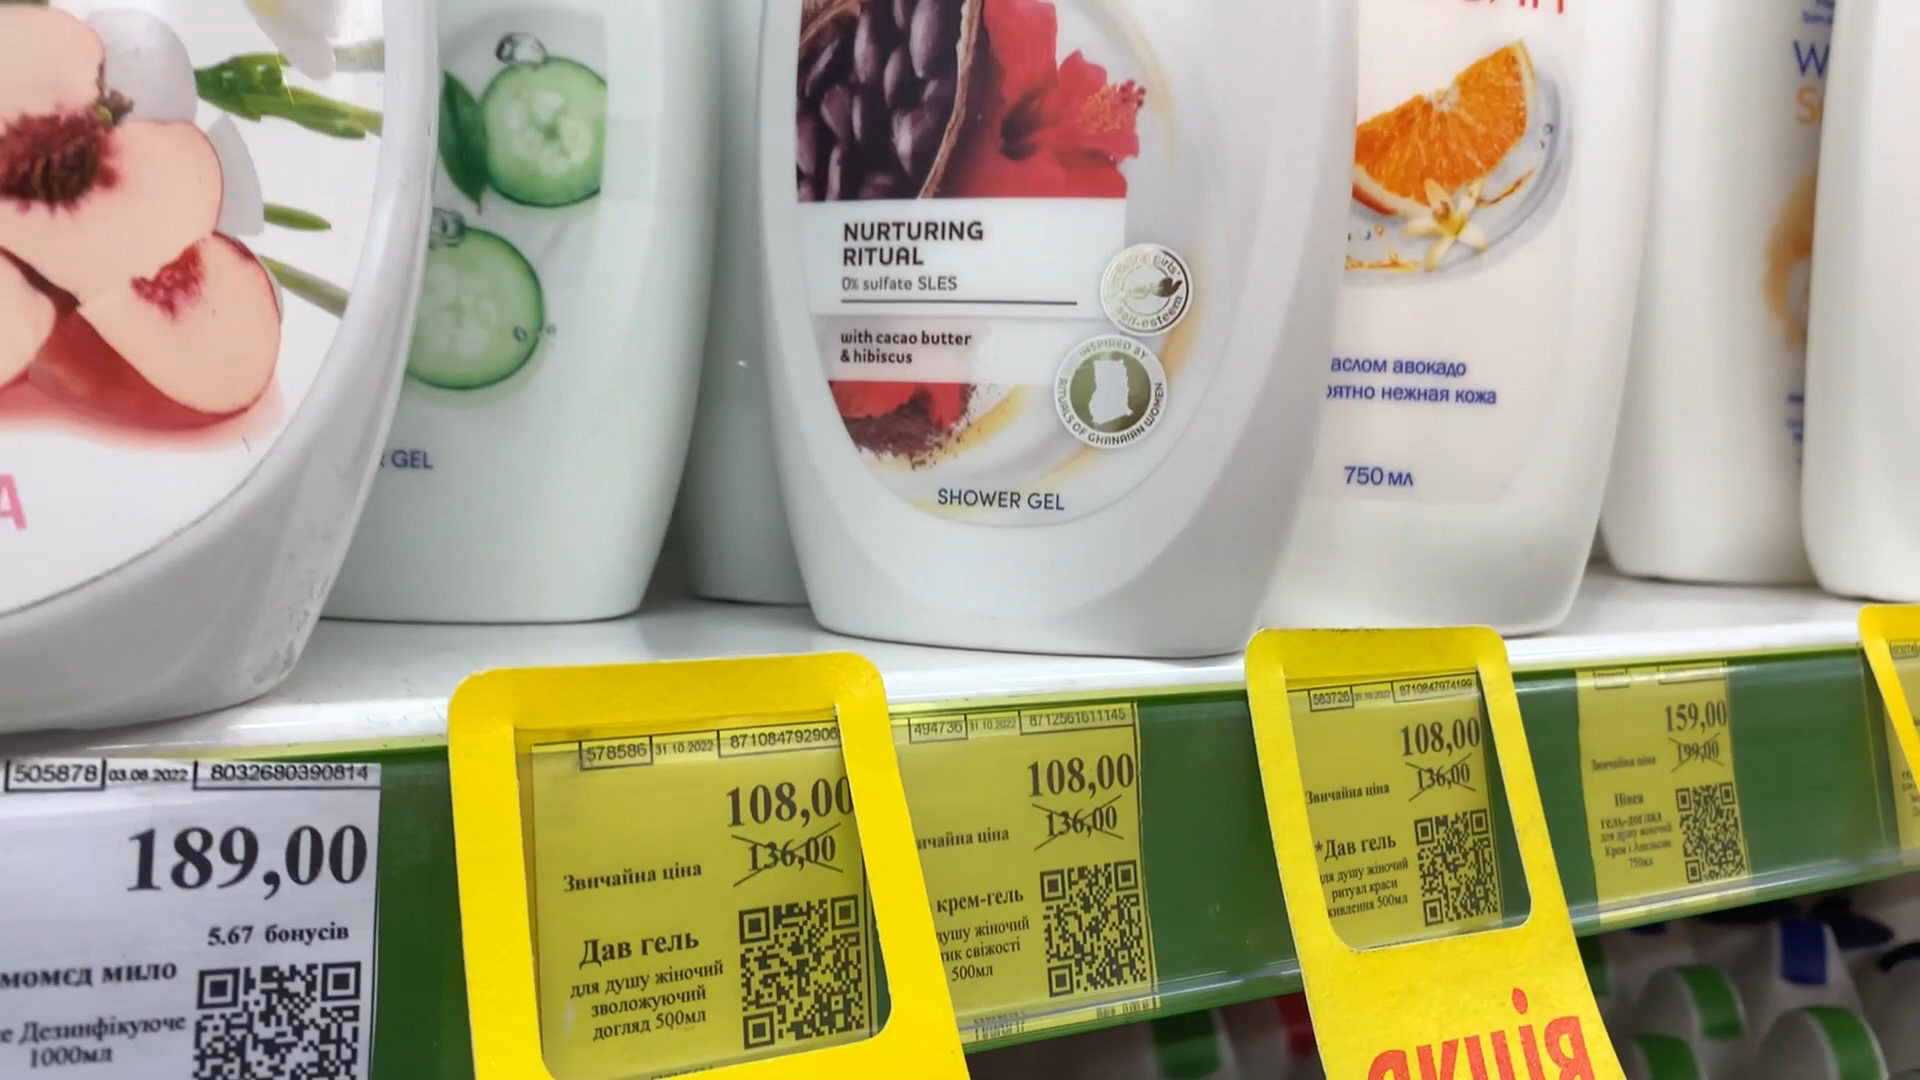 NURTURING
RITUAL
0% sulfate SLES
with cacao butter
& hibiscus
INSPIRED BY
RITUALS OF GHANAIAN WOMEN
self-esteem
SHOWER GEL
GEL
авокадо
нежная кожа
750 мл
505878 03.08.2022 8032680390814
189,00
5.67 бонусів
мило
Дезинфікуюче
1000мл
578586 31.10.2022 871084792906
108,00
136,00
Звичайна ціна
Дав гель
для душу жіночий
зволожуючий
догляд 500мл
494736 31.10.2022 8712561611145
108,00
136,00
ціна
крем-гель
душу жіночий
свіжості
500мл
583728 31.10.2022 8710847974199
108,00
136,00
Звичайна ціна
*Дав гель
для душу жіночий
ритуал краси
500мл
акція
159,00
199,00
Звичайна ціна
Нівея
гель-догляд
для душу жіночий
Крем і Апельсин
750мл